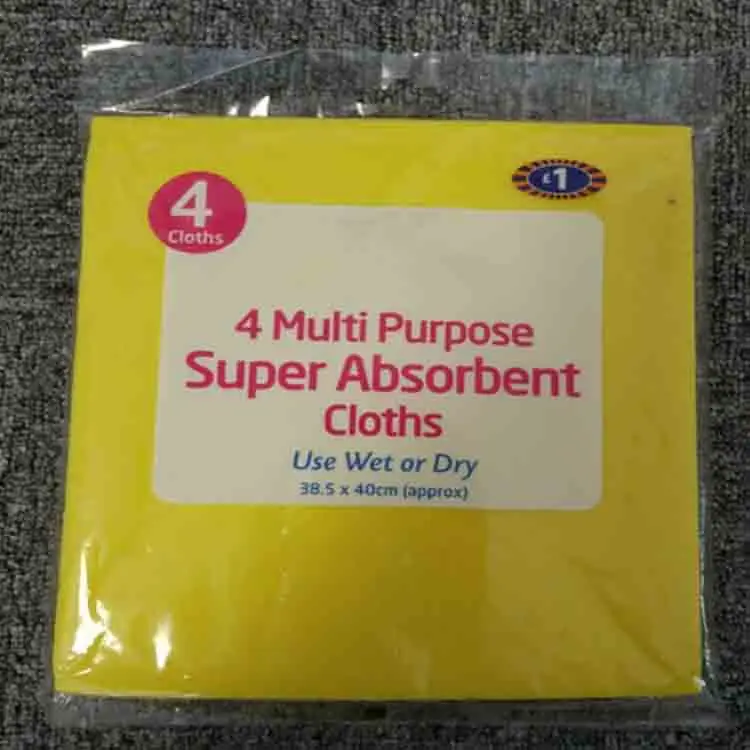 4
Cloths
£1
4 Multi Purpose
Super Absorbent
Cloths
Use Wet or Dry
38.5 x 40cm (approx)